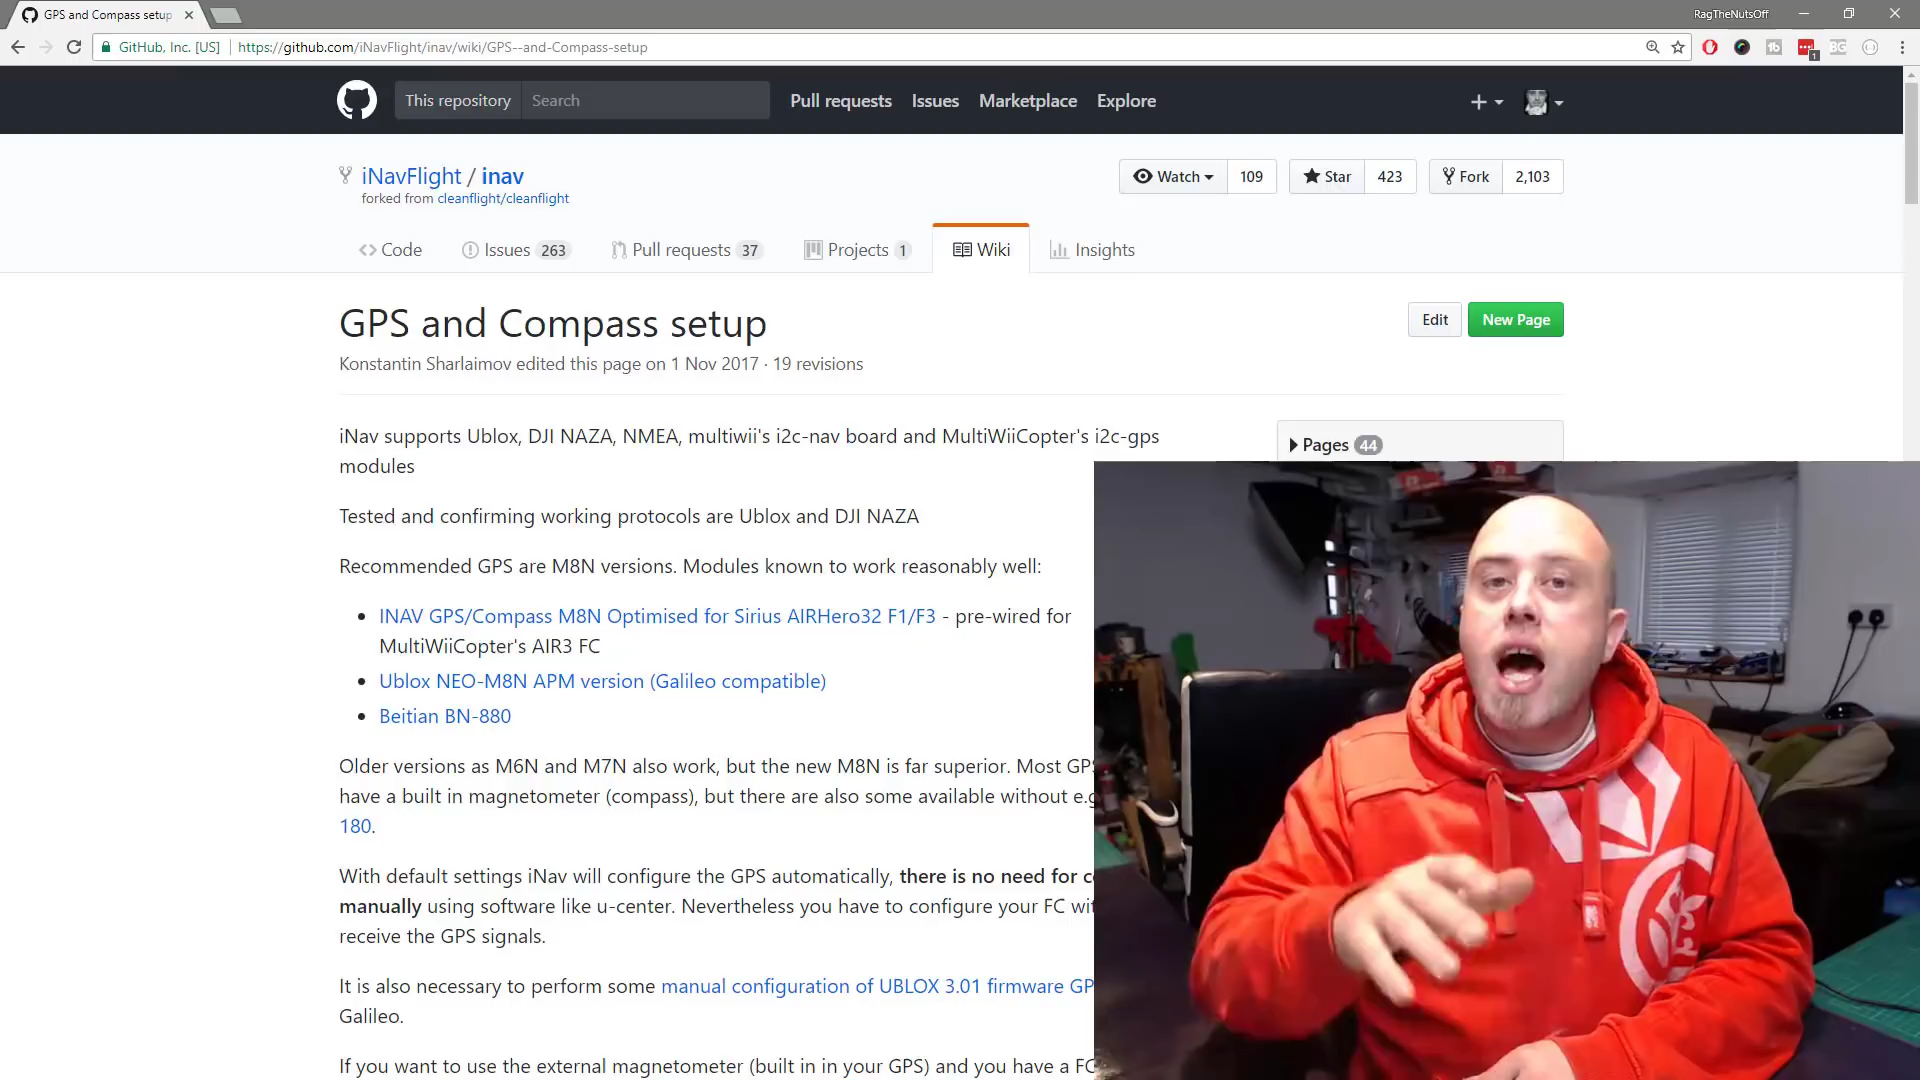 GPS and Compass setup
RagTheNutsOff
GitHub, Inc. [US]
https://github.com/iNavFlight/inav/wiki/GPS--and-Compass-setup
1
This repository
Search
Pull requests
Issues
Marketplace
Explore
iNavFlight / inav
forked from cleanflight/cleanflight
Watch 109
Star 423
Fork 2,103
Code
Issues 263
Pull requests 37
Projects 1
Wiki
Insights
GPS and Compass setup
Edit
New Page
Konstantin Sharlaimov edited this page on 1 Nov 2017 · 19 revisions
iNav supports Ublox, DJI NAZA, NMEA, multiwii's i2c-nav board and MultiWiiCopter's i2c-gps
modules
Pages 44
Tested and confirming working protocols are Ublox and DJI NAZA
Recommended GPS are M8N versions. Modules known to work reasonably well:
• INAV GPS/Compass M8N Optimised for Sirius AIRHero32 F1/F3 - pre-wired for
MultiWiiCopter's AIR3 FC
• Ublox NEO-M8N APM version (Galileo compatible)
• Beitian BN-880
Older versions as M6N and M7N also work, but the new M8N is far superior. Most GPS
have a built in magnetometer (compass), but there are also some available without e.g
180.
With default settings iNav will configure the GPS automatically, there is no need for
manually using software like u-center. Nevertheless you have to configure your FC
receive the GPS signals.
It is also necessary to perform some manual configuration of UBLOX 3.01 firmware
Galileo.
If you want to use the external magnetometer (built in in your GPS) and you have a FC